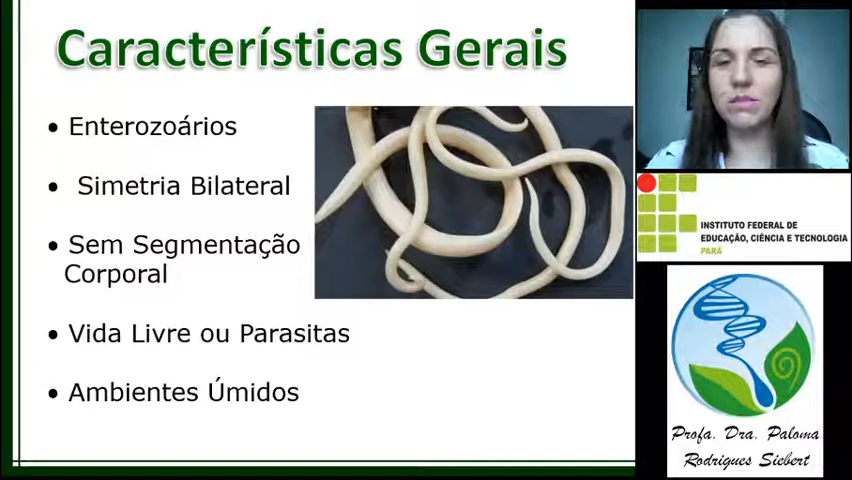 Características Gerais
• Enterozoários
• Simetria Bilateral
• Sem Segmentação
Corporal
• Vida Livre ou Parasitas
• Ambientes Úmidos
INSTITUTO FEDERAL DE
EDUCAÇÃO, CIÊNCIA E TECNOLOGIA
PARÁ
Profa. Dra. Paloma
Rodrigues Siebert